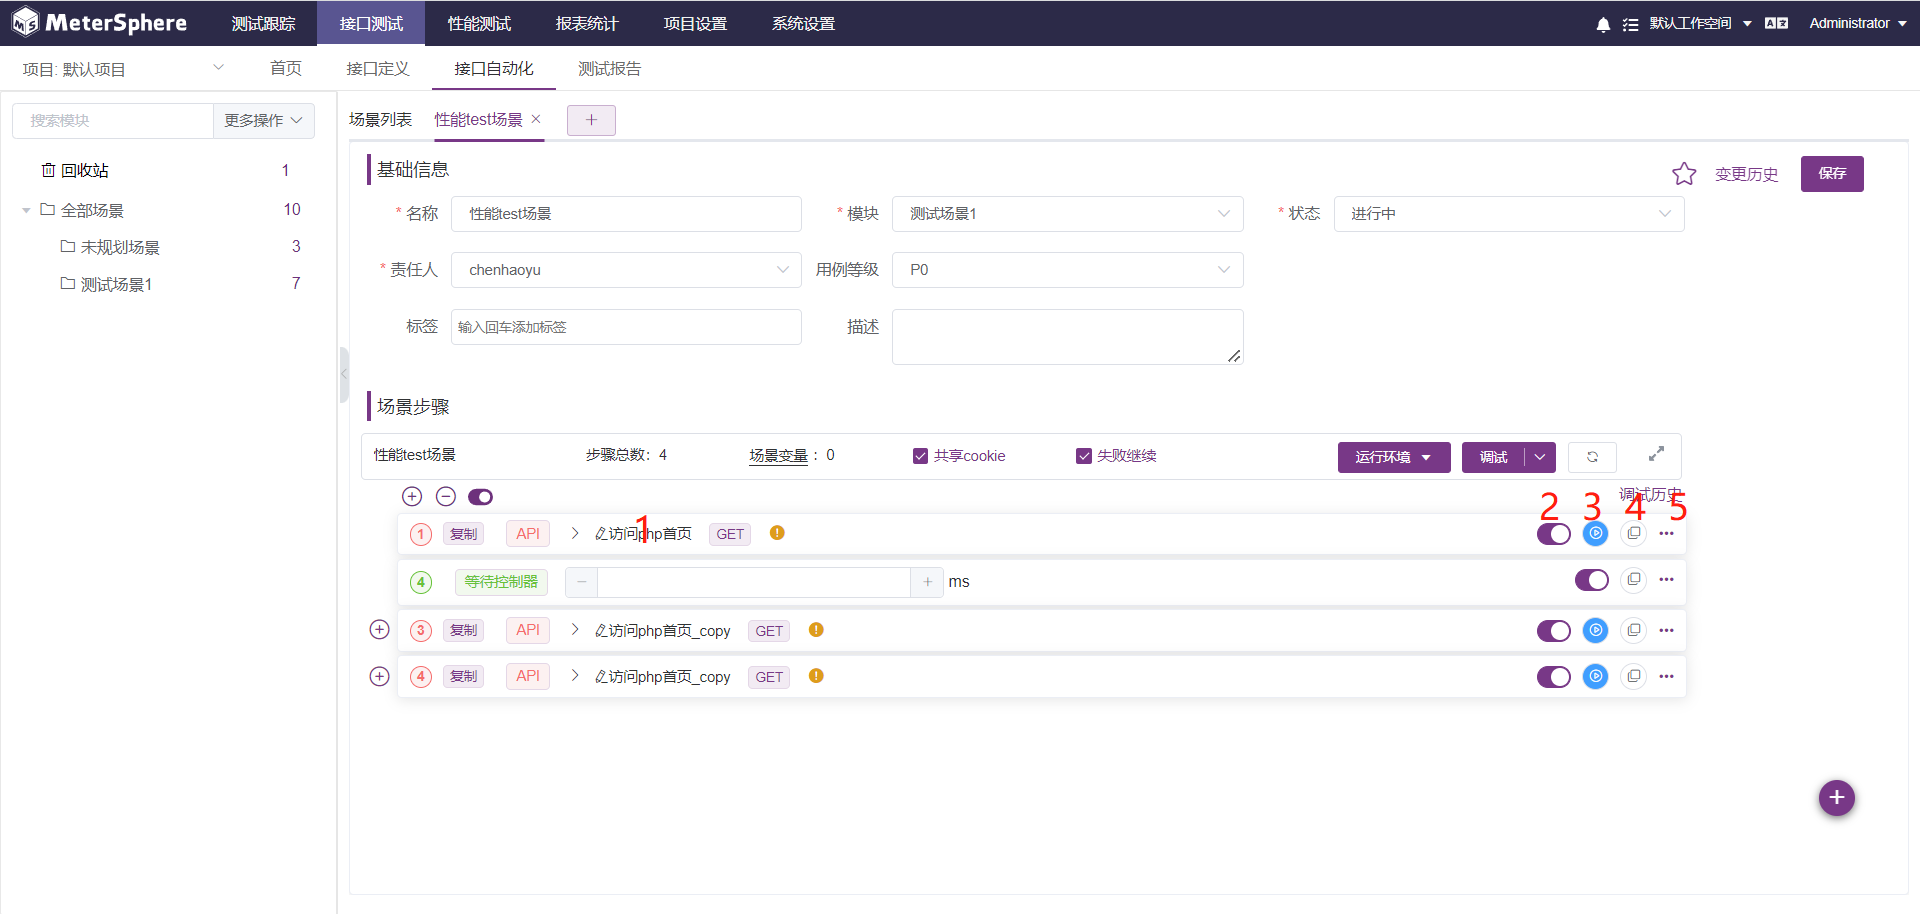 MeterSphere 测试跟踪 接口测试 性能测试 报表统计 项目设置 系统设置 默认工作空间 Administrator
项目: 默认项目 首页 接口定义 接口自动化 测试报告
搜索模块 更多操作
回收站 1
全部场景 10
未规划场景 3
测试场景1 7
场景列表 性能test场景 × +
基础信息 变更历史 保存
* 名称 性能test场景 * 模块 测试场景1 * 状态 进行中
* 责任人 chenhaoyu 用例等级 P0
标签 输入回车添加标签 描述
场景步骤
性能test场景 步骤总数: 4 场景变量 : 0 共享cookie 失败继续 运行环境 调试
调试历史
1 2 3 4 5
1 复制 API 访问php首页 GET !
4 等待控制器 − + ms
3 复制 API 访问php首页_copy GET !
4 复制 API 访问php首页_copy GET !
+